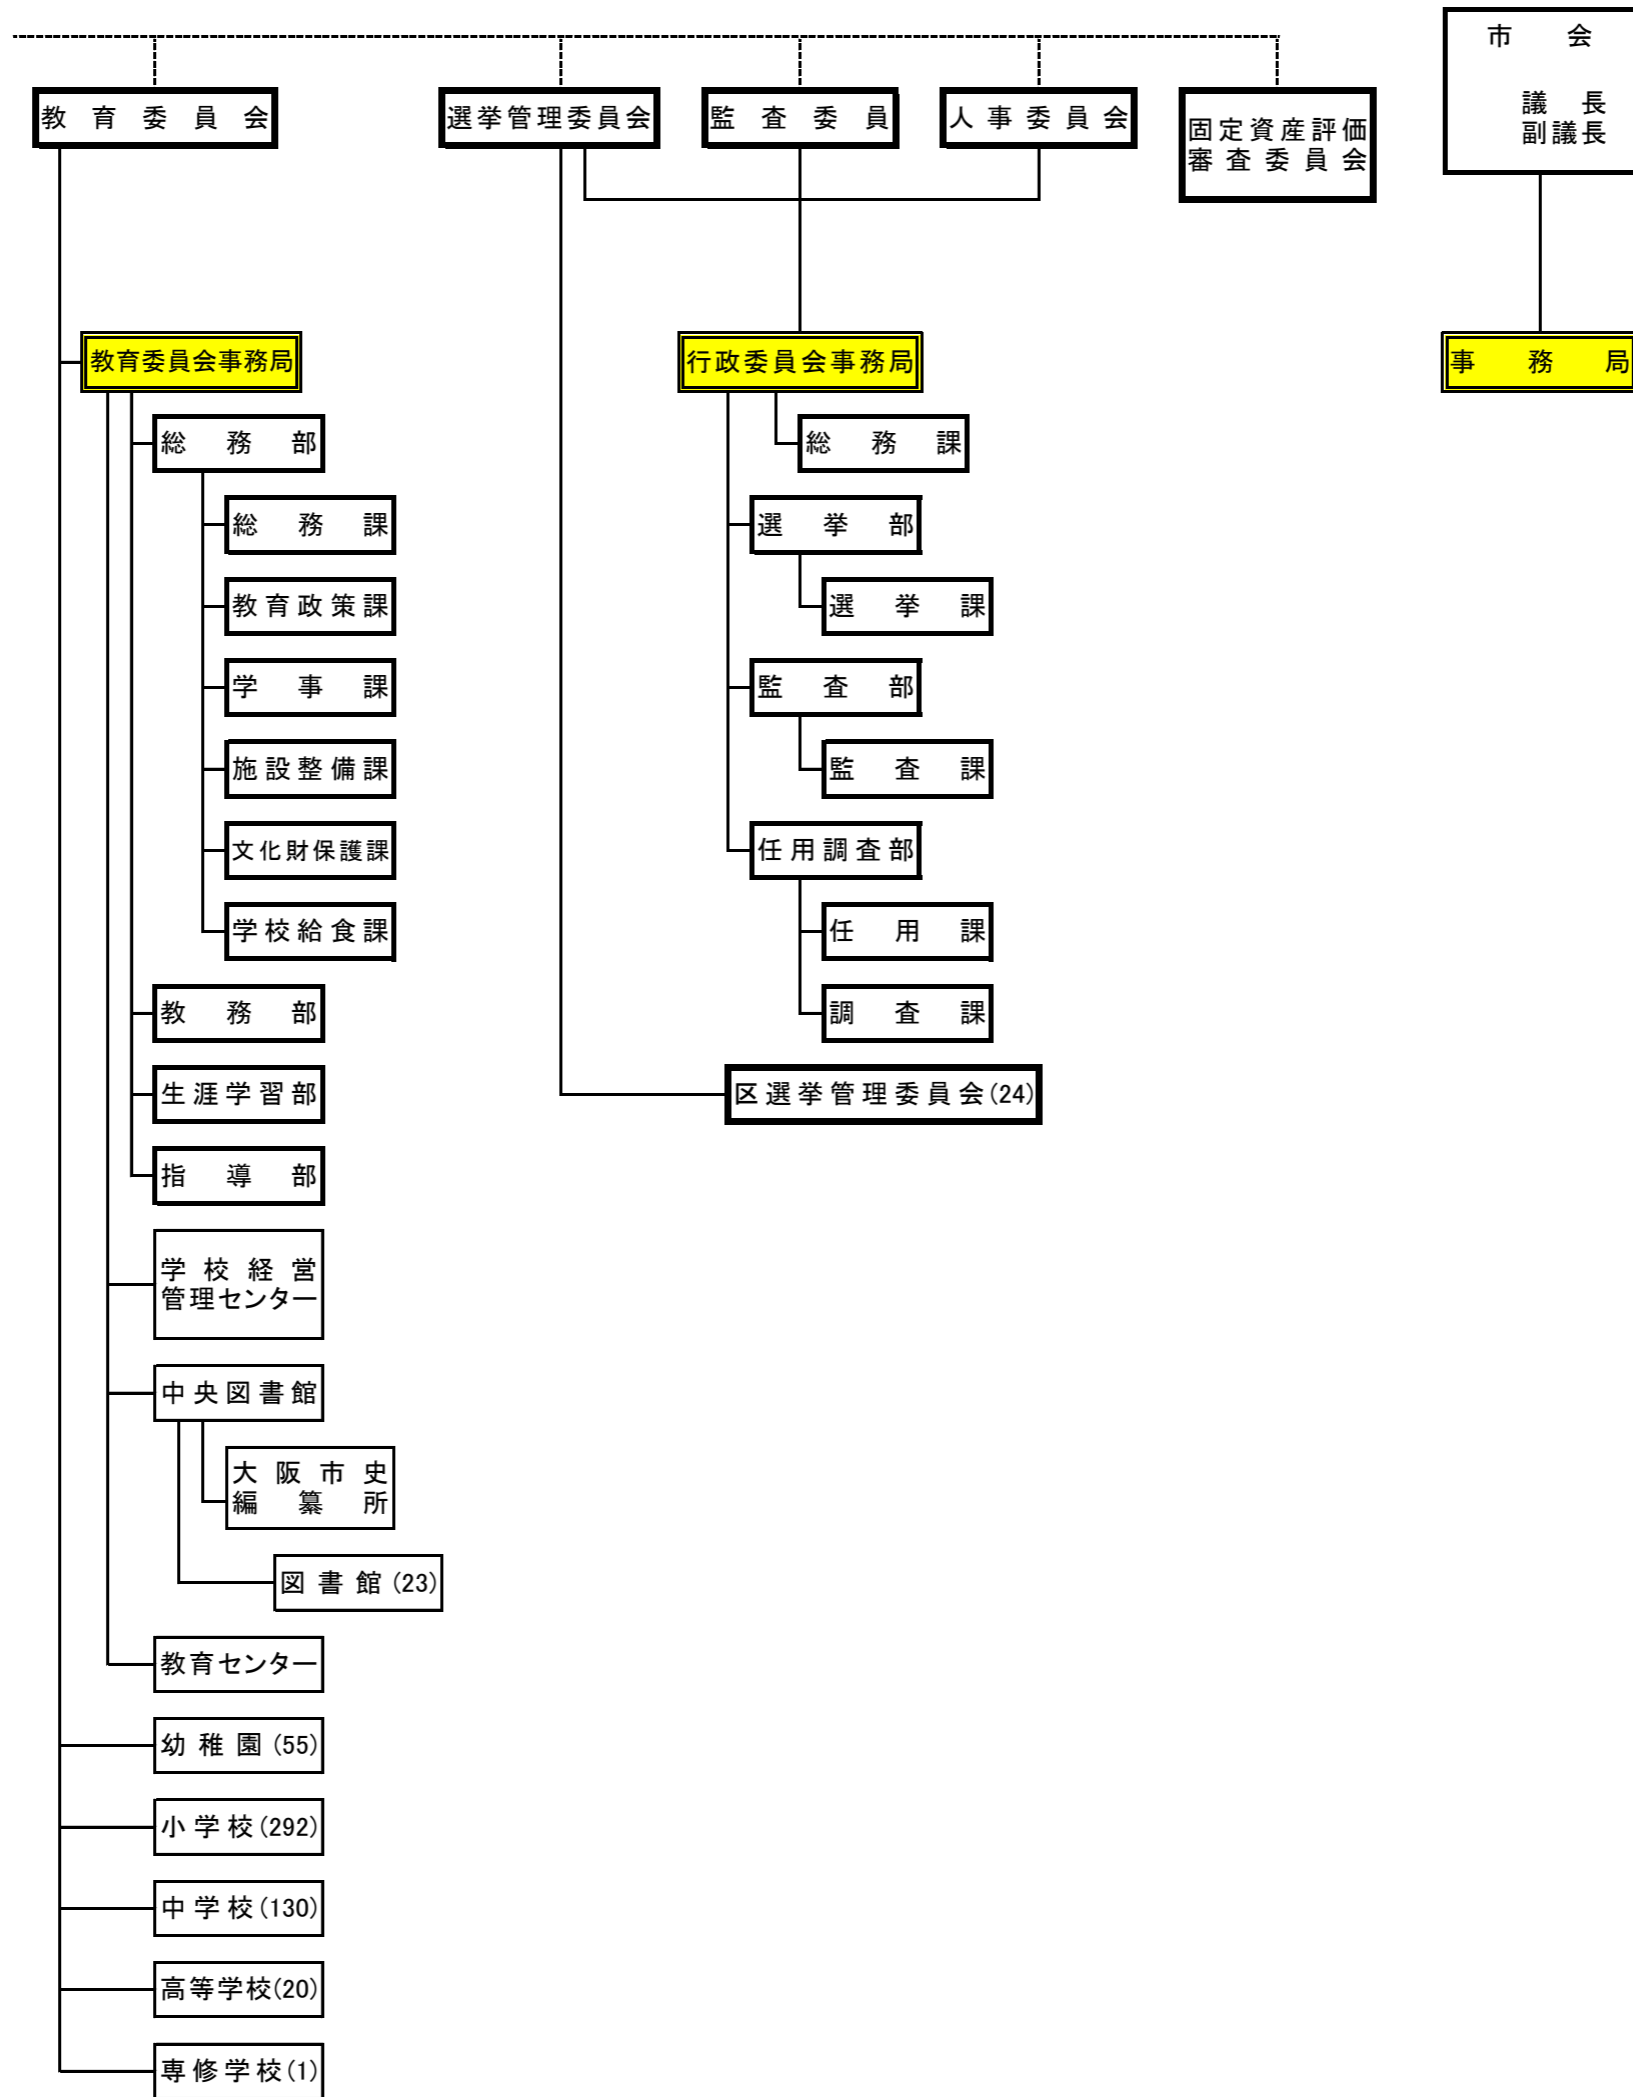 教育委員会
選挙管理委員会
監査委員
人事委員会
固定資産評価
審査委員会
市会
議長
副議長
教育委員会事務局
行政委員会事務局
事務局
総務部
総務課
教育政策課
学事課
施設整備課
文化財保護課
学校給食課
教務部
生涯学習部
指導部
学校経営
管理センター
中央図書館
大阪市史
編纂所
図書館(23)
教育センター
幼稚園(55)
小学校(292)
中学校(130)
高等学校(20)
専修学校(1)
総務課
選挙部
選挙課
監査部
監査課
任用調査部
任用課
調査課
区選挙管理委員会(24)